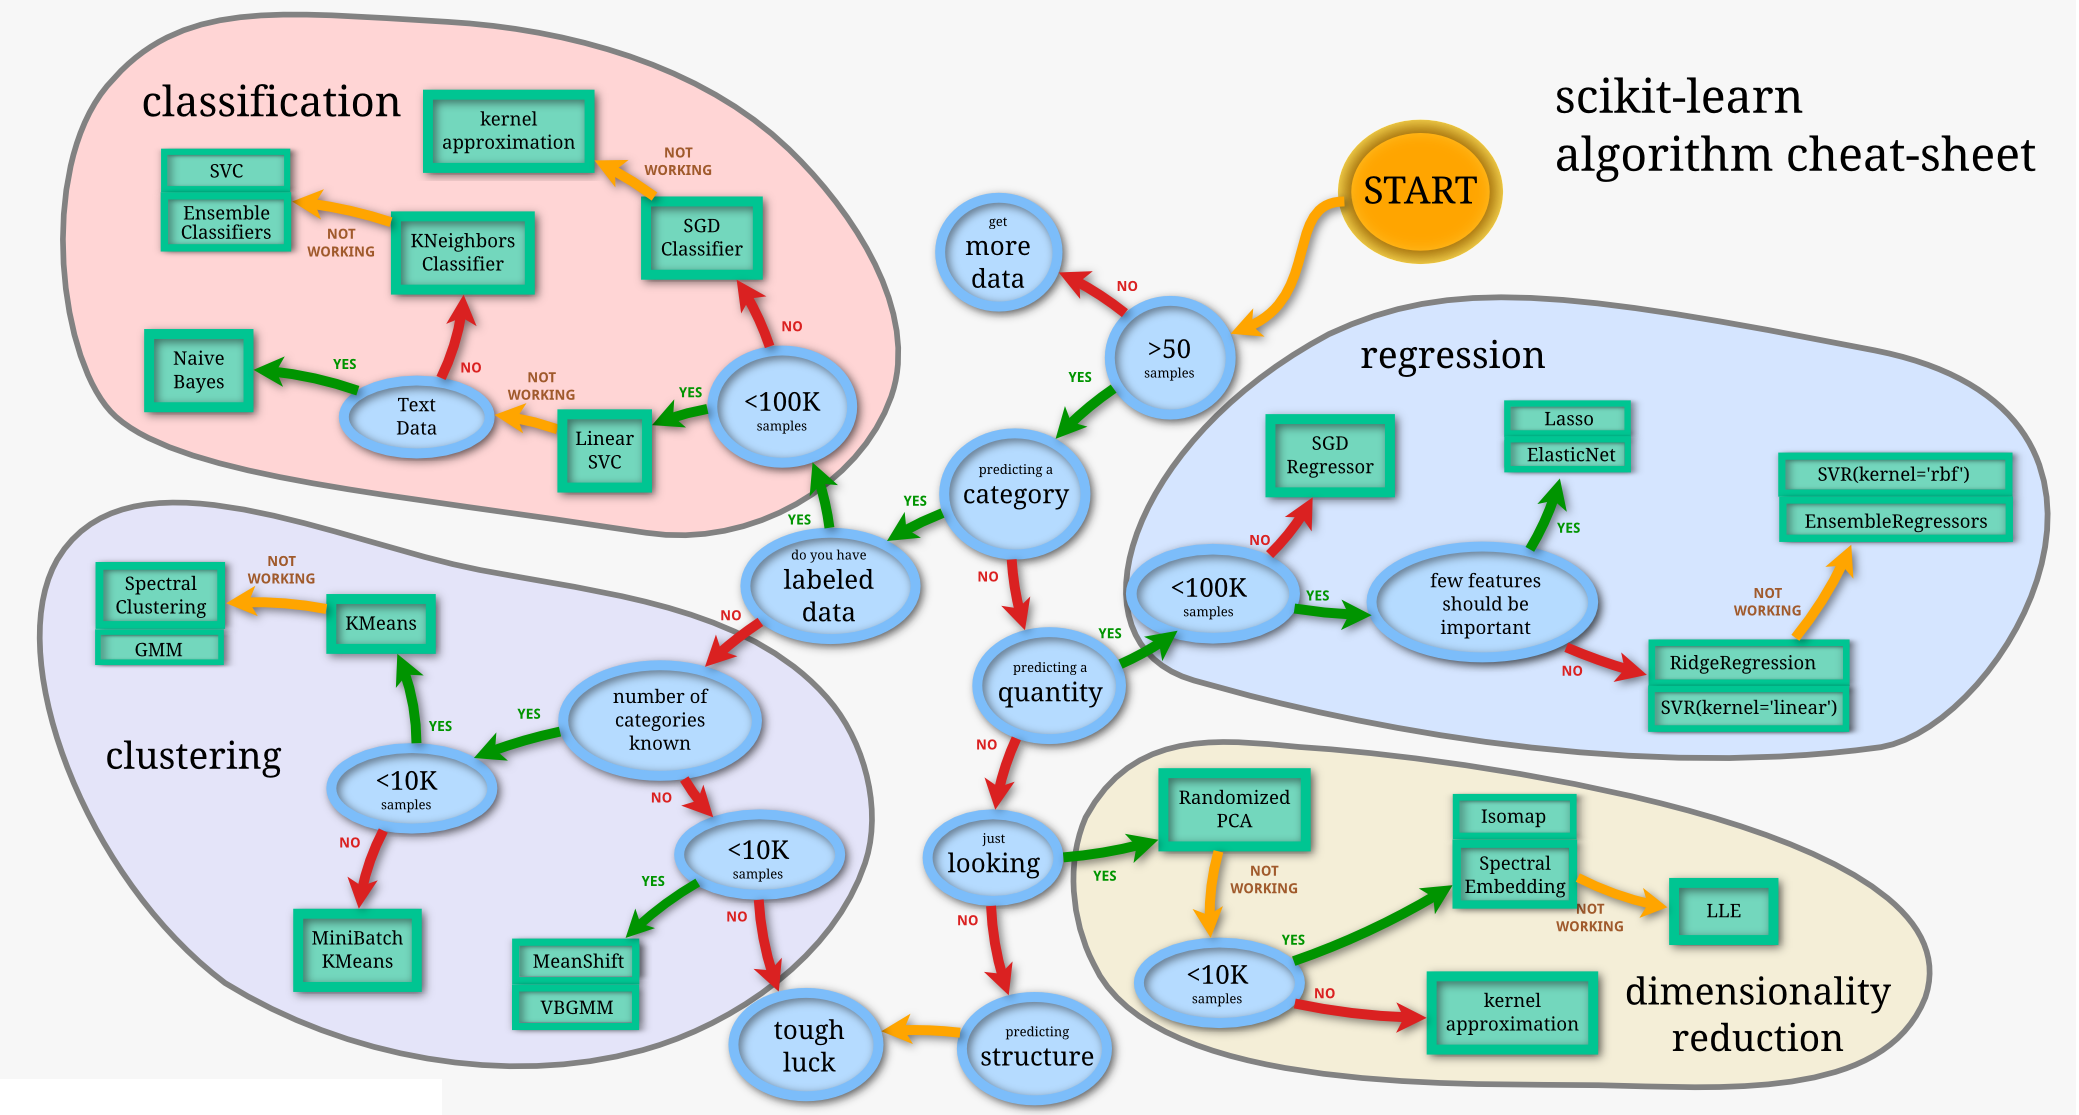 scikit-learn
algorithm cheat-sheet
START
>50
samples
NO
get
more
data
YES
predicting a
category
YES
do you have
labeled
data
YES
NO
NO
predicting a
quantity
YES
NO
just
looking
YES
NO
predicting
structure
tough
luck
classification
<100K
samples
NO
SGD
Classifier
NOT
WORKING
kernel
approximation
YES
Linear
SVC
NOT
WORKING
Text
Data
YES
Naive
Bayes
NO
KNeighbors
Classifier
NOT
WORKING
SVC
Ensemble
Classifiers
clustering
number of
categories
known
YES
<10K
samples
YES
KMeans
NOT
WORKING
Spectral
Clustering
GMM
NO
MiniBatch
KMeans
NO
<10K
samples
YES
MeanShift
VBGMM
NO
regression
<100K
samples
NO
SGD
Regressor
YES
few features
should be
important
YES
Lasso
ElasticNet
NO
RidgeRegression
SVR(kernel='linear')
NOT
WORKING
SVR(kernel='rbf')
EnsembleRegressors
dimensionality
reduction
Randomized
PCA
NOT
WORKING
<10K
samples
YES
Isomap
Spectral
Embedding
NOT
WORKING
LLE
NO
kernel
approximation